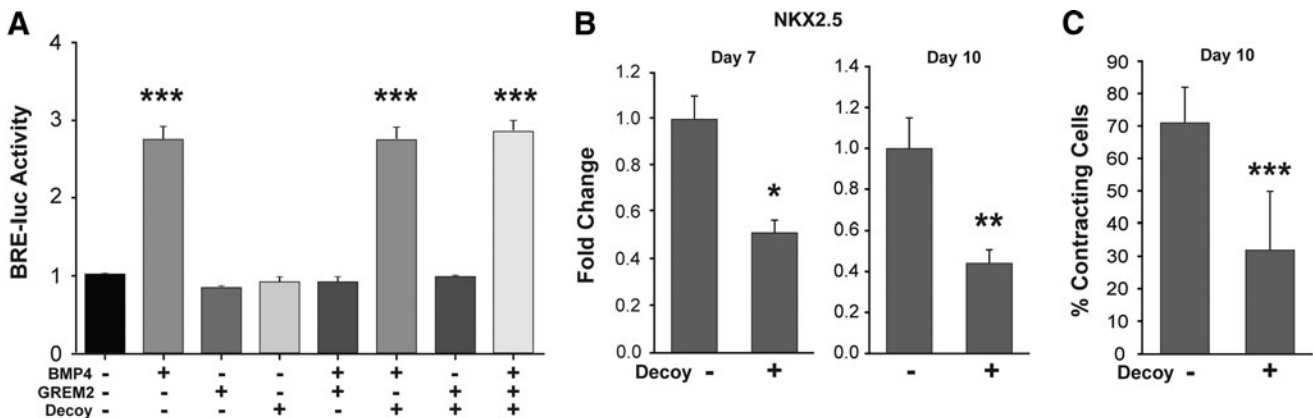 A
BRE-luc Activity
4
3
2
1
0
***
***
***
BMP4 - + - - + + - +
GREM2 - - + - + - + +
Decoy - - - + - + + +
B
NKX2.5
Day 7
Fold Change
1.2
1.0
0.8
0.6
0.4
0.2
0.0
*
Decoy - +
Day 10
1.4
1.2
1.0
0.8
0.6
0.4
0.2
0.0
**
- +
C
Day 10
% Contracting Cells
90
80
70
60
50
40
30
20
10
0
***
Decoy - +